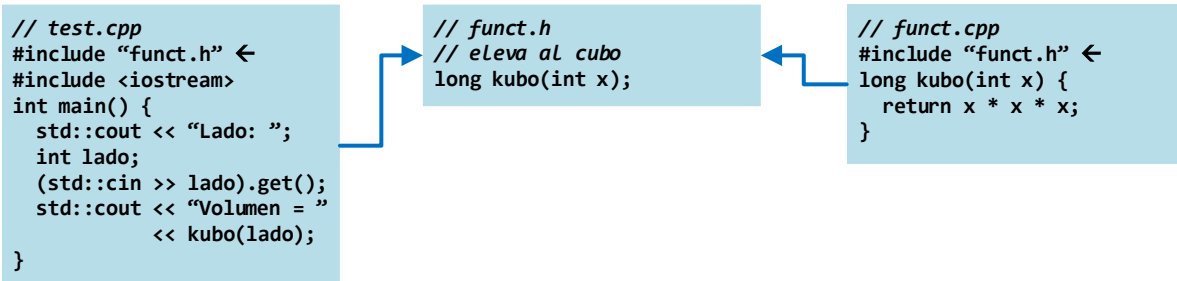 // test.cpp
#include “funct.h” ←
#include <iostream>
int main() {
  std::cout << “Lado: ”;
  int lado;
  (std::cin >> lado).get();
  std::cout << “Volumen = ”
            << kubo(lado);
}
// funct.h
// eleva al cubo
long kubo(int x);
// funct.cpp
#include “funct.h” ←
long kubo(int x) {
  return x * x * x;
}